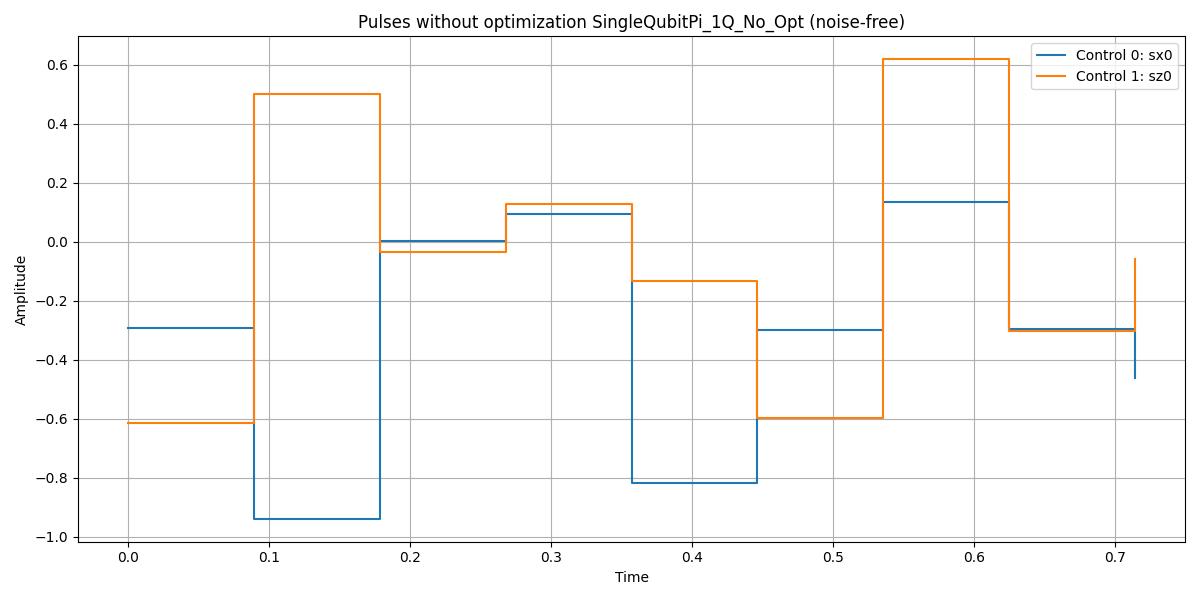 Pulses without optimization SingleQubitPi_1Q_No_Opt (noise-free)
Control 0: sx0
Control 1: sz0
Amplitude
0.6
0.4
0.2
0.0
−0.2
−0.4
−0.6
−0.8
−1.0
0.0 0.1 0.2 0.3 0.4 0.5 0.6 0.7
Time